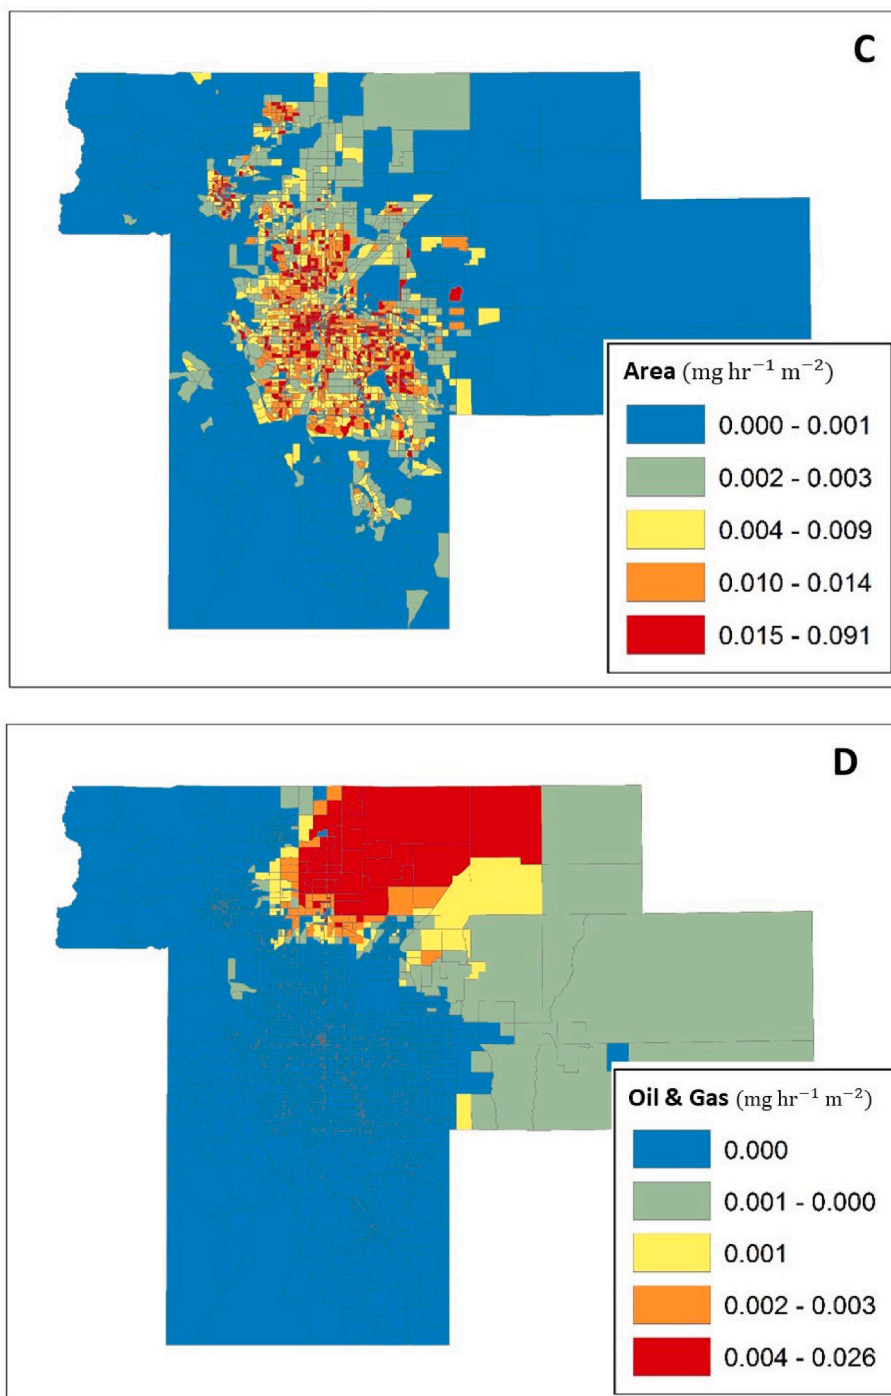 C
Area (mg hr⁻¹ m⁻²)
0.000 - 0.001
0.002 - 0.003
0.004 - 0.009
0.010 - 0.014
0.015 - 0.091
D
Oil & Gas (mg hr⁻¹ m⁻²)
0.000
0.001 - 0.000
0.001
0.002 - 0.003
0.004 - 0.026